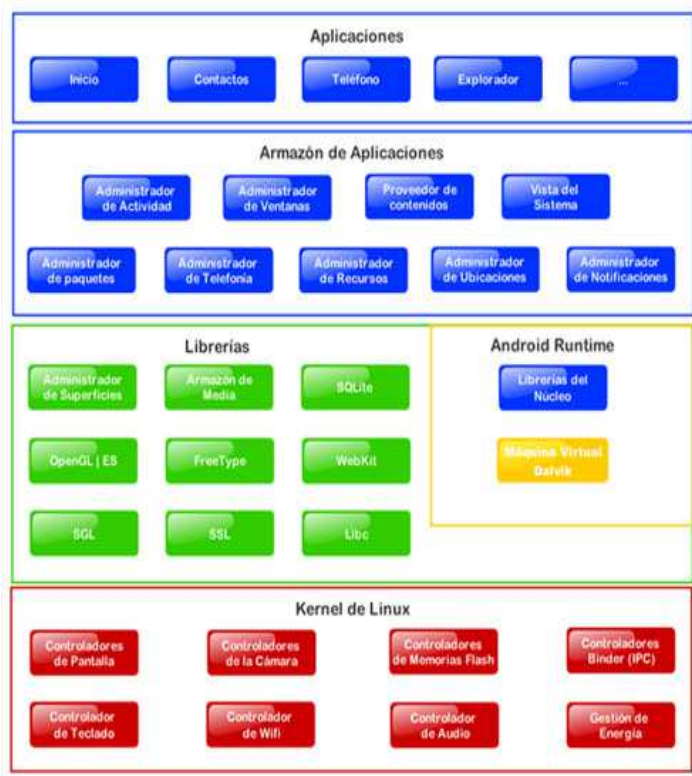 Aplicaciones
Inicio
Contactos
Teléfono
Explorador
...
Armazón de Aplicaciones
Administrador
de Actividad
Administrador
de Ventanas
Proveedor de
contenidos
Vista del
Sistema
Administrador
de paquetes
Administrador
de Telefonía
Administrador
de Recursos
Administrador
de Ubicaciones
Administrador
de Notificaciones
Librerías
Administrador
de Superficies
Armazón de
Media
SQLite
OpenGL | ES
FreeType
WebKit
SGL
SSL
Libc
Android Runtime
Librerías del
Núcleo
Máquina Virtual
Dalvik
Kernel de Linux
Controladores
de Pantalla
Controladores
de la Cámara
Controladores
de Memorias Flash
Controladores
Binder (IPC)
Controlador
de Teclado
Controlador
de Wifi
Controlador
de Audio
Gestión de
Energía